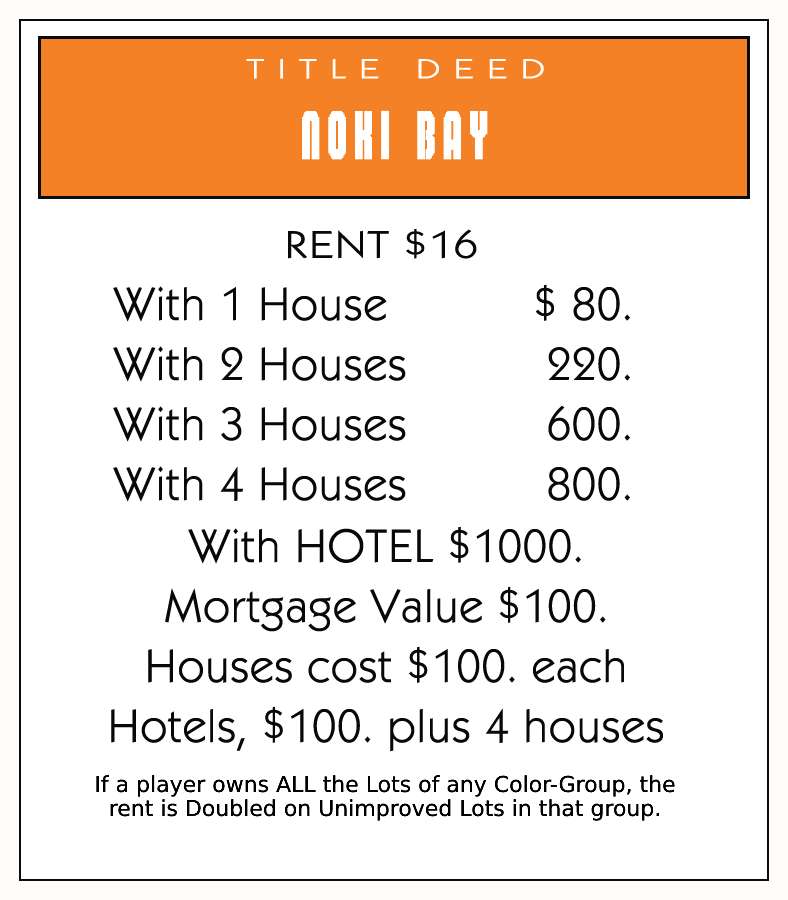 TITLE DEED
NOKI BAY
RENT $16
With 1 House $ 80.
With 2 Houses 220.
With 3 Houses 600.
With 4 Houses 800.
With HOTEL $1000.
Mortgage Value $100.
Houses cost $100. each
Hotels, $100. plus 4 houses
If a player owns ALL the Lots of any Color-Group, the
rent is Doubled on Unimproved Lots in that group.